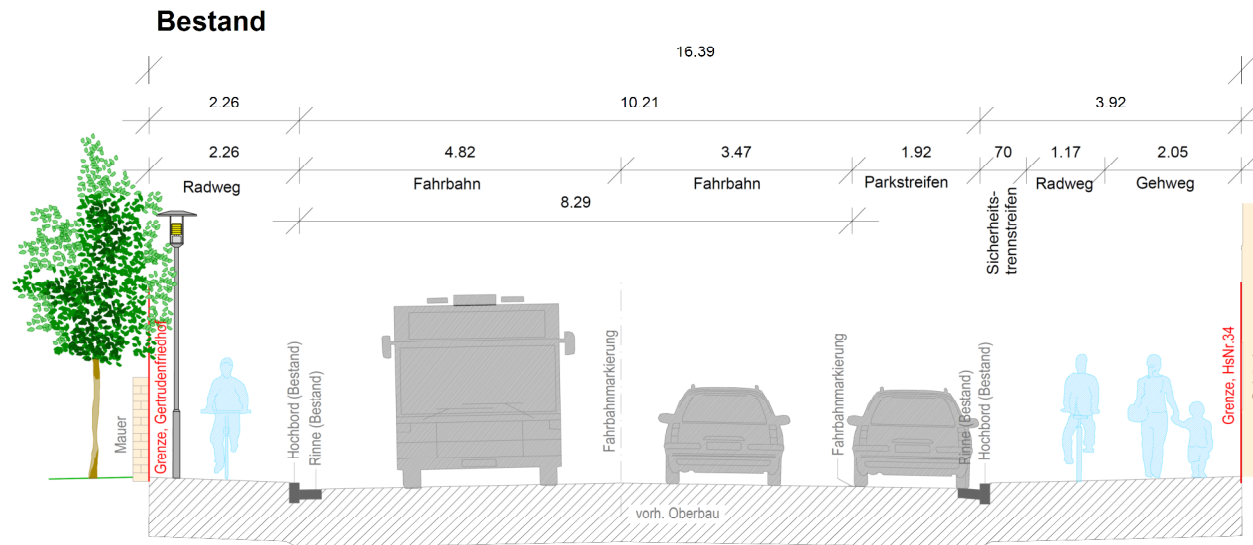 Bestand
16.39
2.26
10.21
3.92
2.26
4.82
3.47
1.92
70
1.17
2.05
Radweg
Fahrbahn
Fahrbahn
Parkstreifen
Sicherheits-
trennstreifen
Radweg
Gehweg
8.29
Mauer
Grenze, Gertrudenfriedhof
Hochbord (Bestand)
Rinne (Bestand)
Fahrbahnmarkierung
Fahrbahnmarkierung
Rinne (Bestand)
Hochbord (Bestand)
Grenze, HsNr.34
vorh. Oberbau